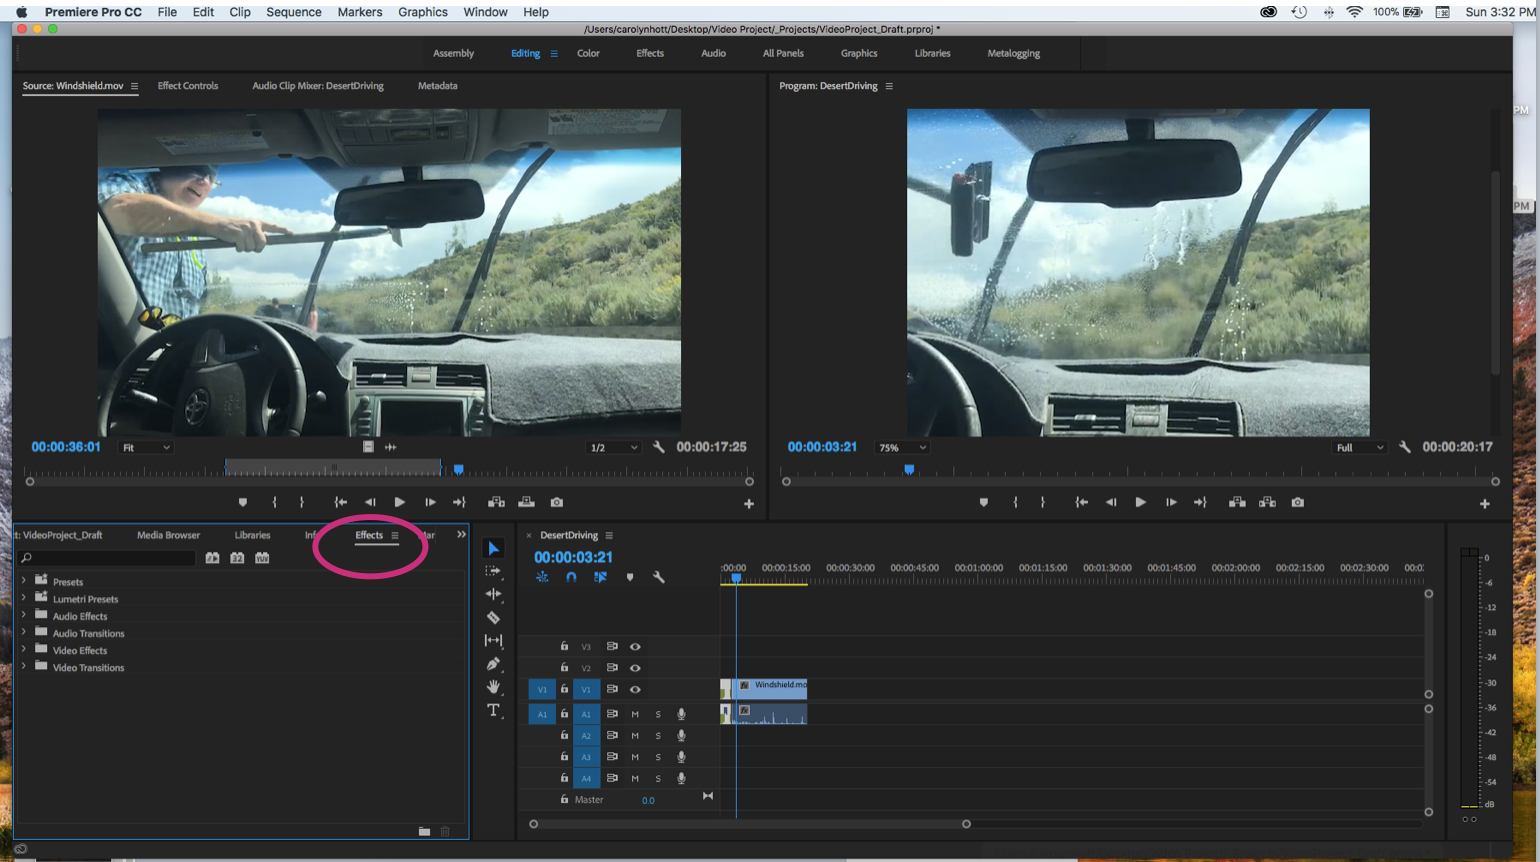 Premiere Pro CC File Edit Clip Sequence Markers Graphics Window Help 100% Sun 3:32 PM
/Users/carolynhott/Desktop/Video Project/_Projects/VideoProject_Draft.prproj *
Assembly Editing Color Effects Audio All Panels Graphics Libraries Metalogging
Source: Windshield.mov Effect Controls Audio Clip Mixer: DesertDriving Metadata
Program: DesertDriving
PM
PM
00:00:36:01 Fit 1/2 00:00:17:25
00:00:03:21 75% Full 00:00:20:17
t: VideoProject_Draft Media Browser Libraries Inf Effects Mar
Presets
Lumetri Presets
Audio Effects
Audio Transitions
Video Effects
Video Transitions
× DesertDriving
00:00:03:21
:00:00 00:00:15:00 00:00:30:00 00:00:45:00 00:01:00:00 00:01:15:00 00:01:30:00 00:01:45:00 00:02:00:00 00:02:15:00 00:02:30:00 00:0
V3
V2
V1 V1 fx Windshield.mo
A1 A1 M S fx
A2 M S
A3 M S
A4 M S
Master 0.0
0
-6
-12
-18
-24
-30
-36
-42
-48
-54
dB